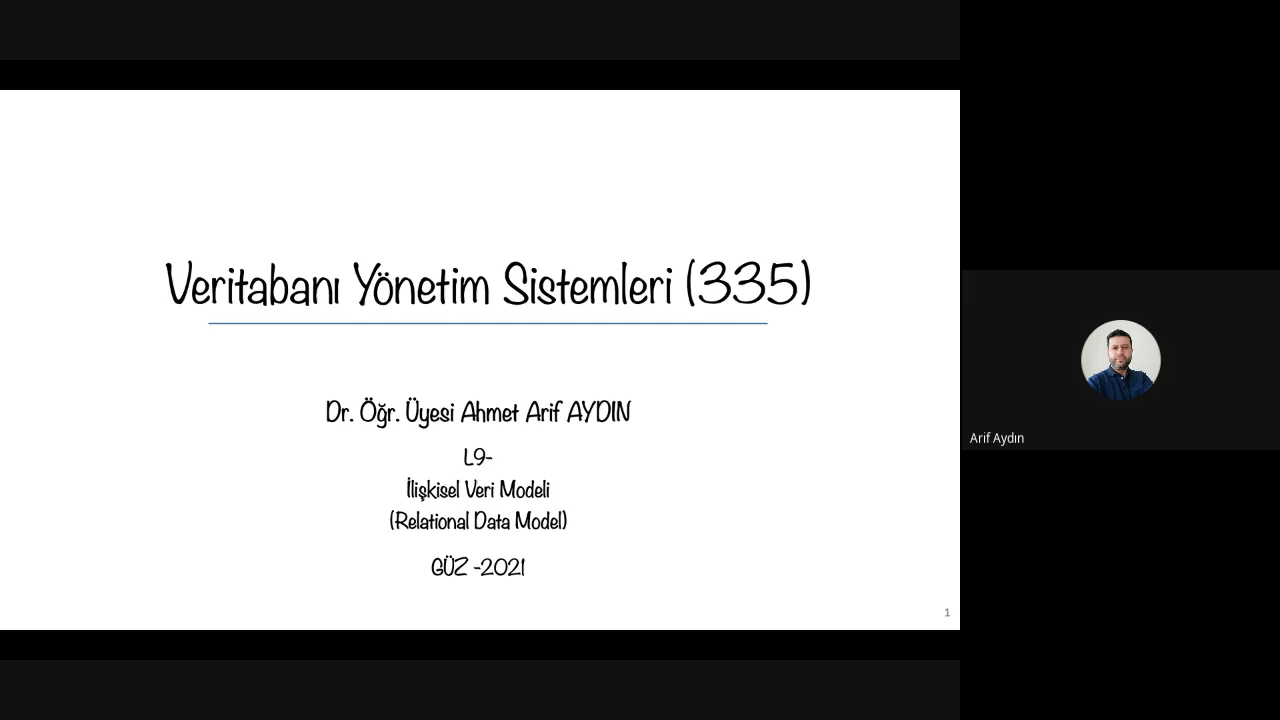 Veritabanı Yönetim Sistemleri (335)
Dr. Öğr. Üyesi Ahmet Arif AYDIN
L9-
İlişkisel Veri Modeli
(Relational Data Model)
GÜZ -2021
1
Arif Aydın